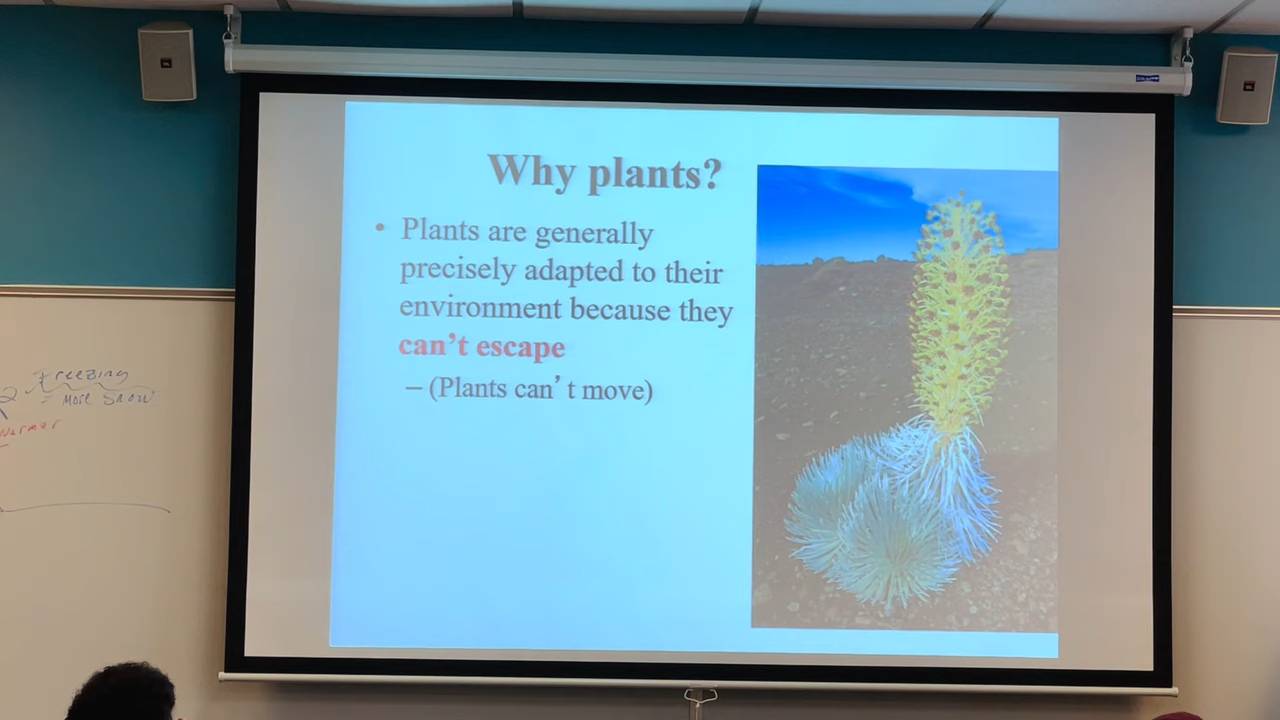 Why plants?
• Plants are generally
precisely adapted to their
environment because they
can't escape
– (Plants can't move)
Freezing
= More Snow
Warmer